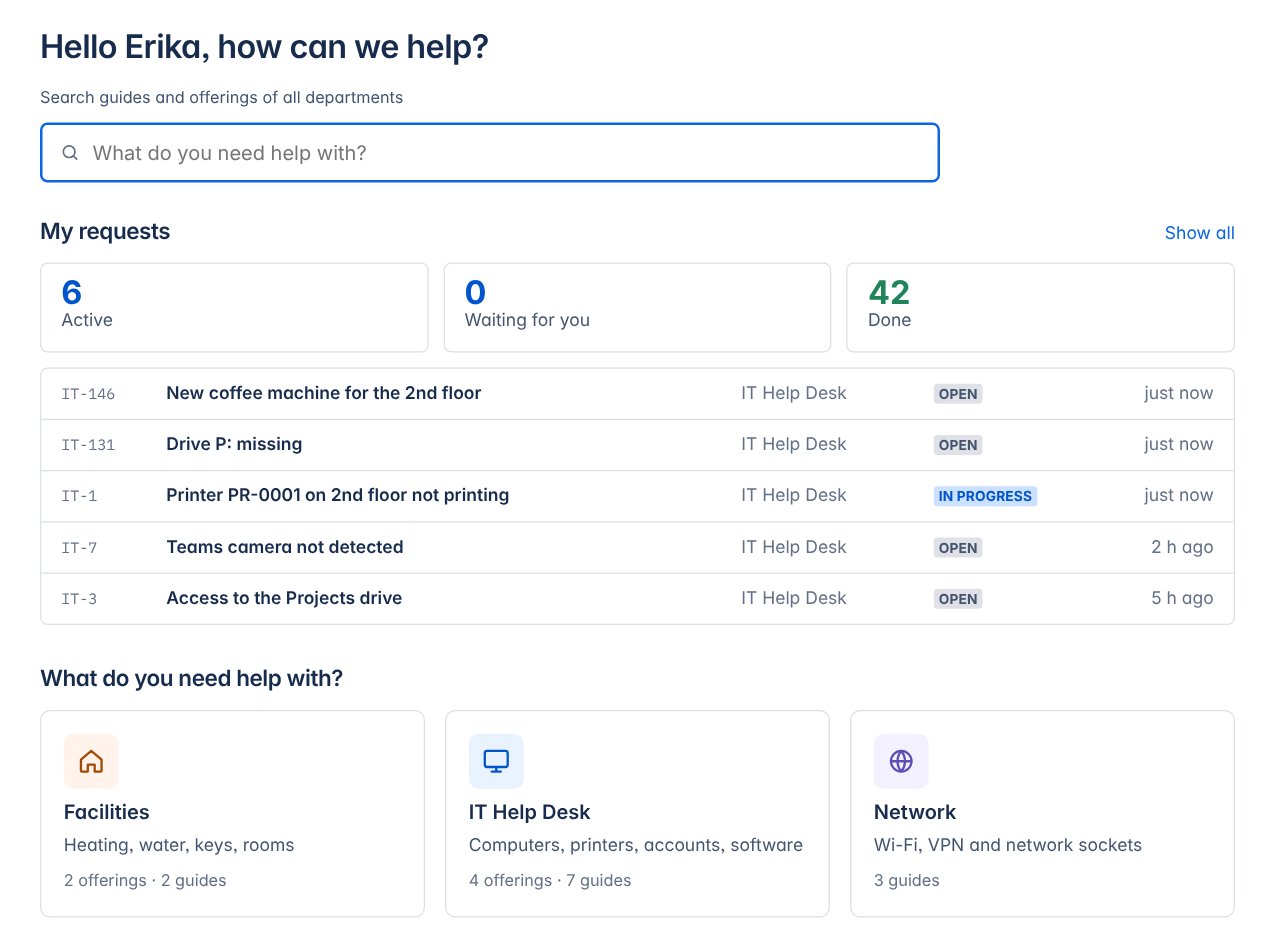 Hello Erika, how can we help?
Search guides and offerings of all departments
What do you need help with?
My requests
Show all
6
Active
0
Waiting for you
42
Done
IT-146 New coffee machine for the 2nd floor IT Help Desk OPEN just now
IT-131 Drive P: missing IT Help Desk OPEN just now
IT-1 Printer PR-0001 on 2nd floor not printing IT Help Desk IN PROGRESS just now
IT-7 Teams camera not detected IT Help Desk OPEN 2 h ago
IT-3 Access to the Projects drive IT Help Desk OPEN 5 h ago
What do you need help with?
Facilities
Heating, water, keys, rooms
2 offerings · 2 guides
IT Help Desk
Computers, printers, accounts, software
4 offerings · 7 guides
Network
Wi-Fi, VPN and network sockets
3 guides